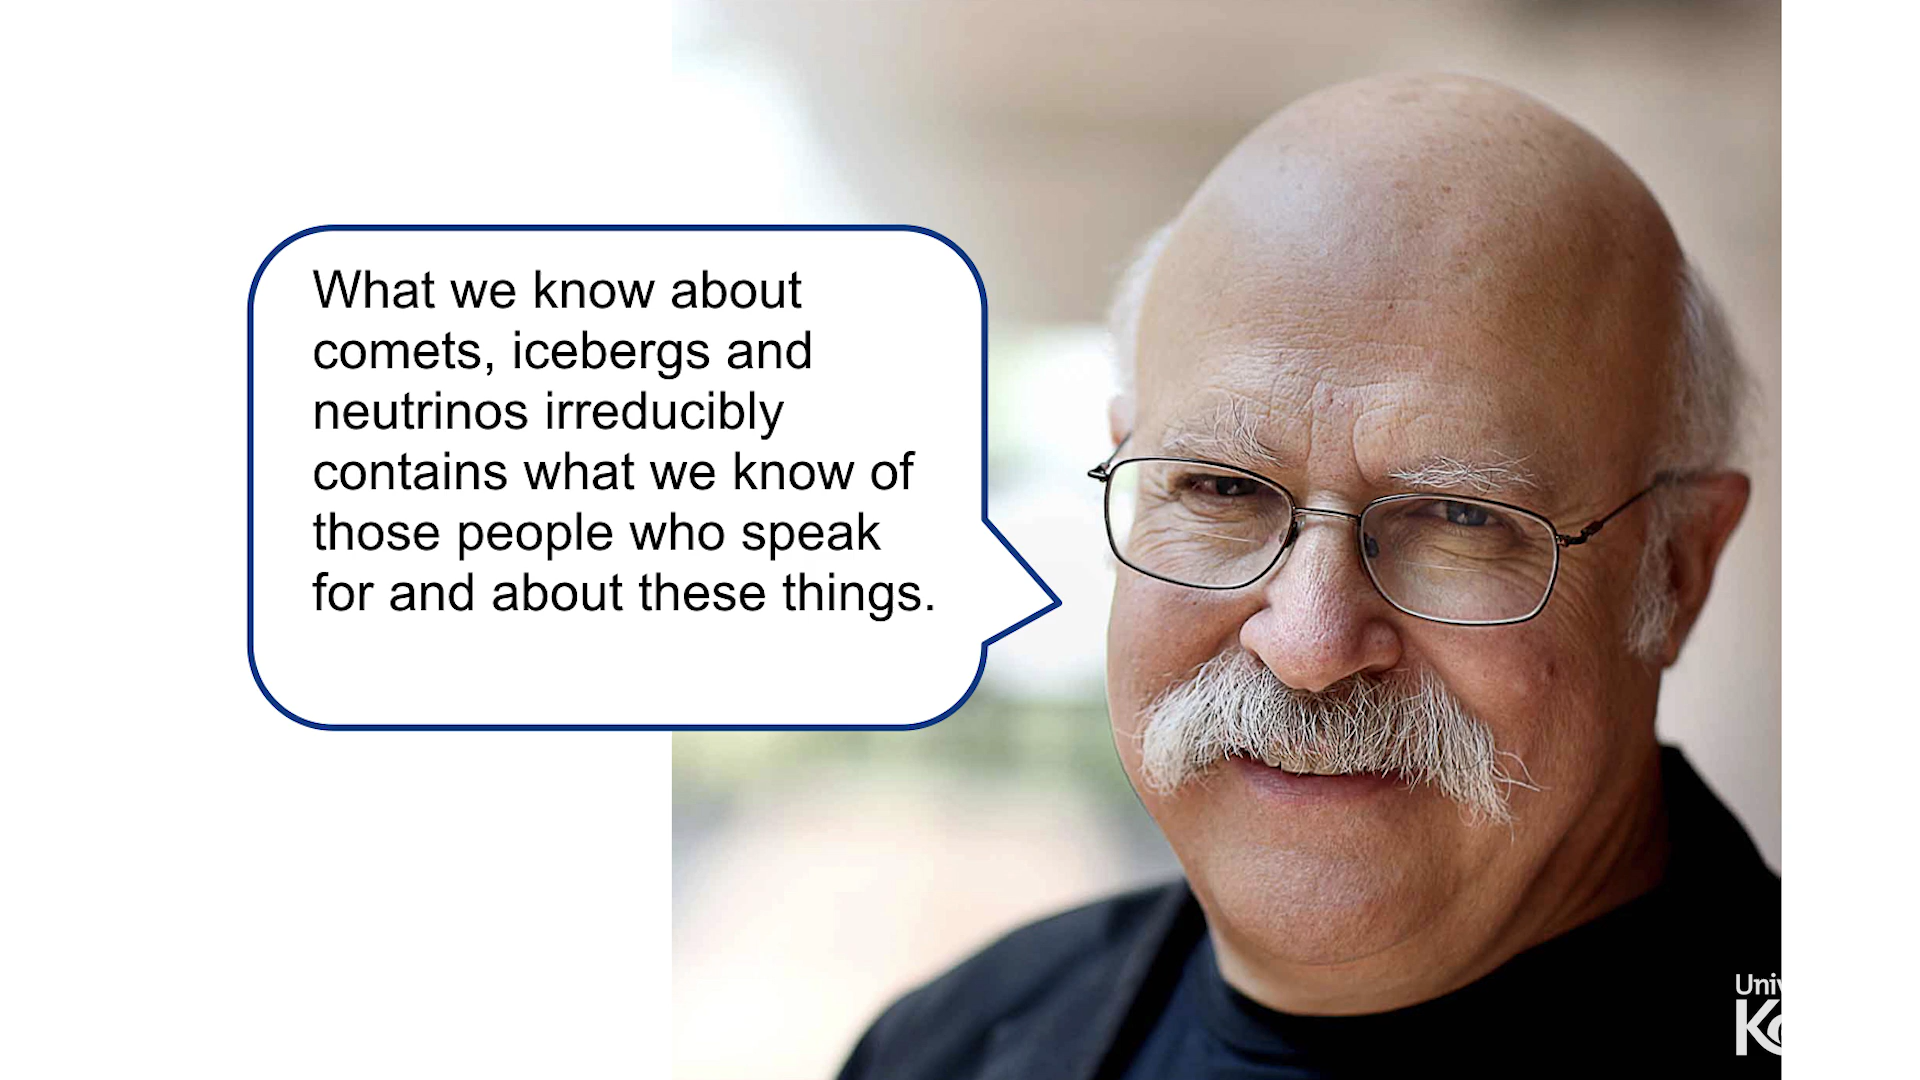 What we know about
comets, icebergs and
neutrinos irreducibly
contains what we know of
those people who speak
for and about these things.
Univ
K